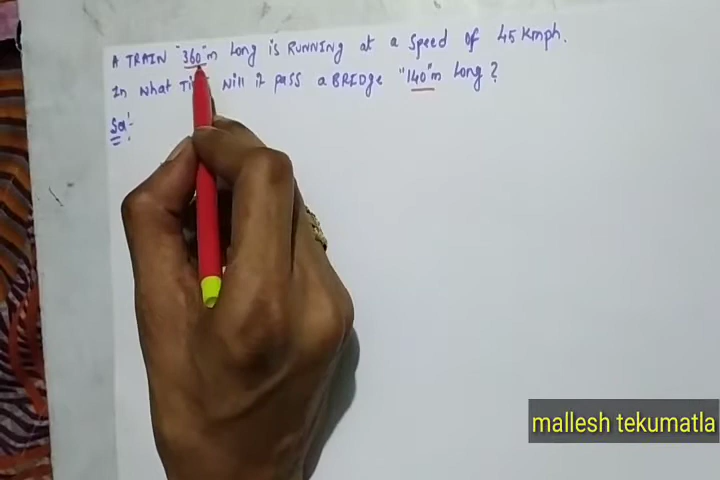 A TRAIN "360"m Long is RUNNING at a Speed of 45 Kmph.
In what will it pass a BRIDGE "140"m Long?
Sol:-
mallesh tekumatla